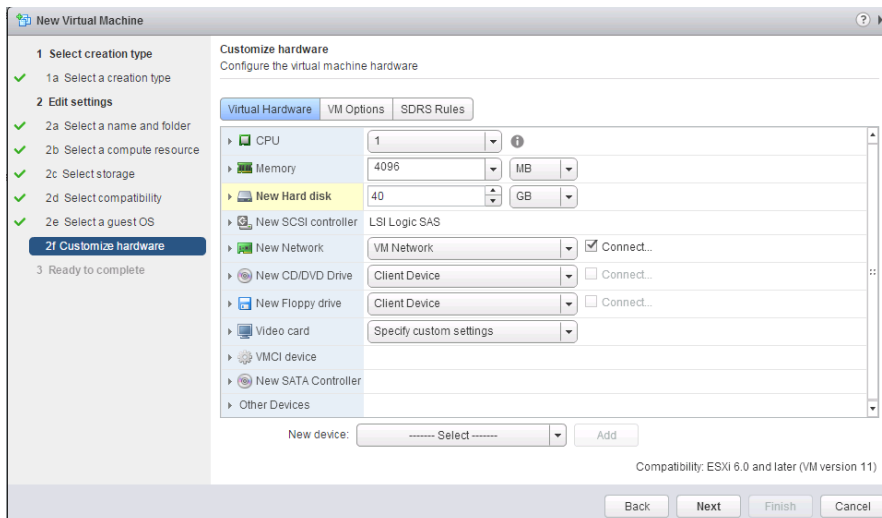 New Virtual Machine
?
1 Select creation type
1a Select a creation type
2 Edit settings
2a Select a name and folder
2b Select a compute resource
2c Select storage
2d Select compatibility
2e Select a guest OS
2f Customize hardware
3 Ready to complete
Customize hardware
Configure the virtual machine hardware
Virtual Hardware VM Options SDRS Rules
CPU 1
Memory 4096 MB
New Hard disk 40 GB
New SCSI controller LSI Logic SAS
New Network VM Network Connect...
New CD/DVD Drive Client Device Connect...
New Floppy drive Client Device Connect...
Video card Specify custom settings
VMCI device
New SATA Controller
Other Devices
New device: ------- Select ------- Add
Compatibility: ESXi 6.0 and later (VM version 11)
Back Next Finish Cancel